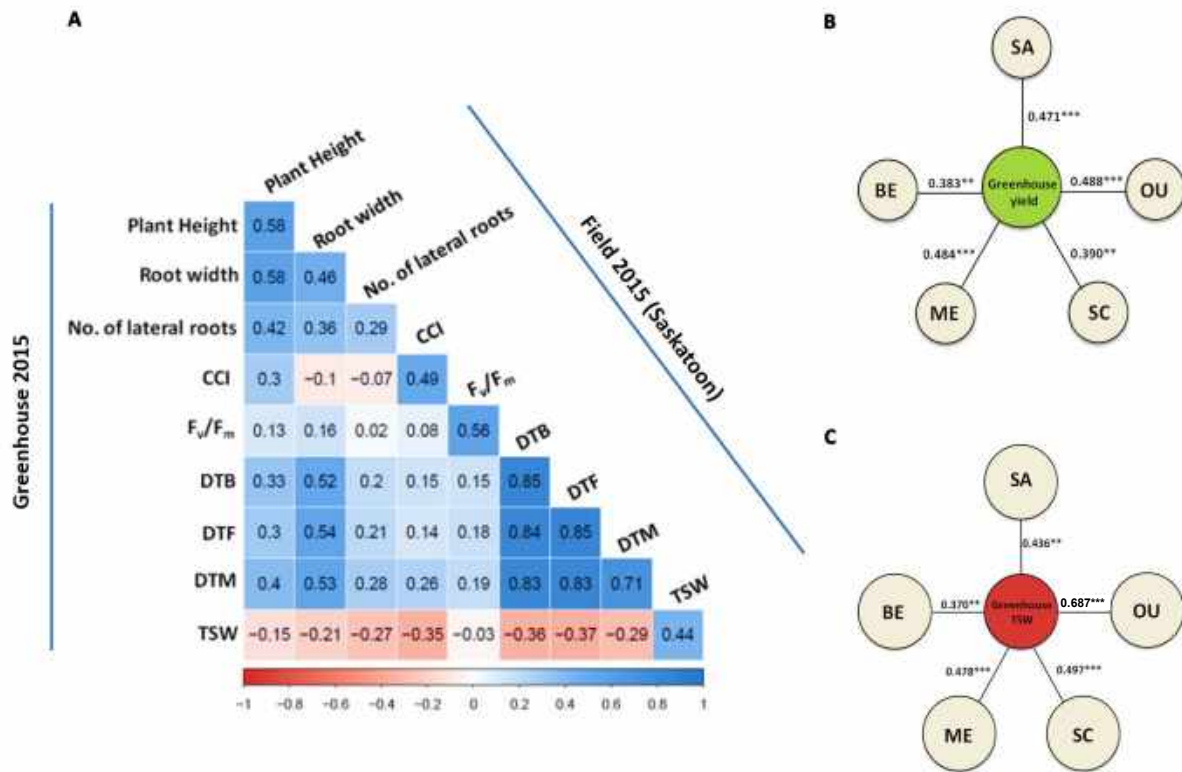 A
Plant Height
Root width
No. of lateral roots
CCI
Fᵥ/Fₘ
DTB
DTF
DTM
TSW
Field 2015 (Saskatoon)
Greenhouse 2015
Plant Height 0.58
Root width 0.58 0.46
No. of lateral roots 0.42 0.36 0.29
CCI 0.3 −0.1 −0.07 0.49
Fᵥ/Fₘ 0.13 0.16 0.02 0.08 0.56
DTB 0.33 0.52 0.2 0.15 0.15 0.85
DTF 0.3 0.54 0.21 0.14 0.18 0.84 0.85
DTM 0.4 0.53 0.28 0.26 0.19 0.83 0.83 0.71
TSW −0.15 −0.21 −0.27 −0.35 −0.03 −0.36 −0.37 −0.29 0.44
−1 −0.8 −0.6 −0.4 −0.2 0 0.2 0.4 0.6 0.8 1
B
SA
0.471***
BE 0.383** Greenhouse 0.488*** OU
yield
0.484*** 0.390**
ME SC
C
SA
0.436**
BE 0.370** Greenhouse 0.687*** OU
TSW
0.478*** 0.497***
ME SC